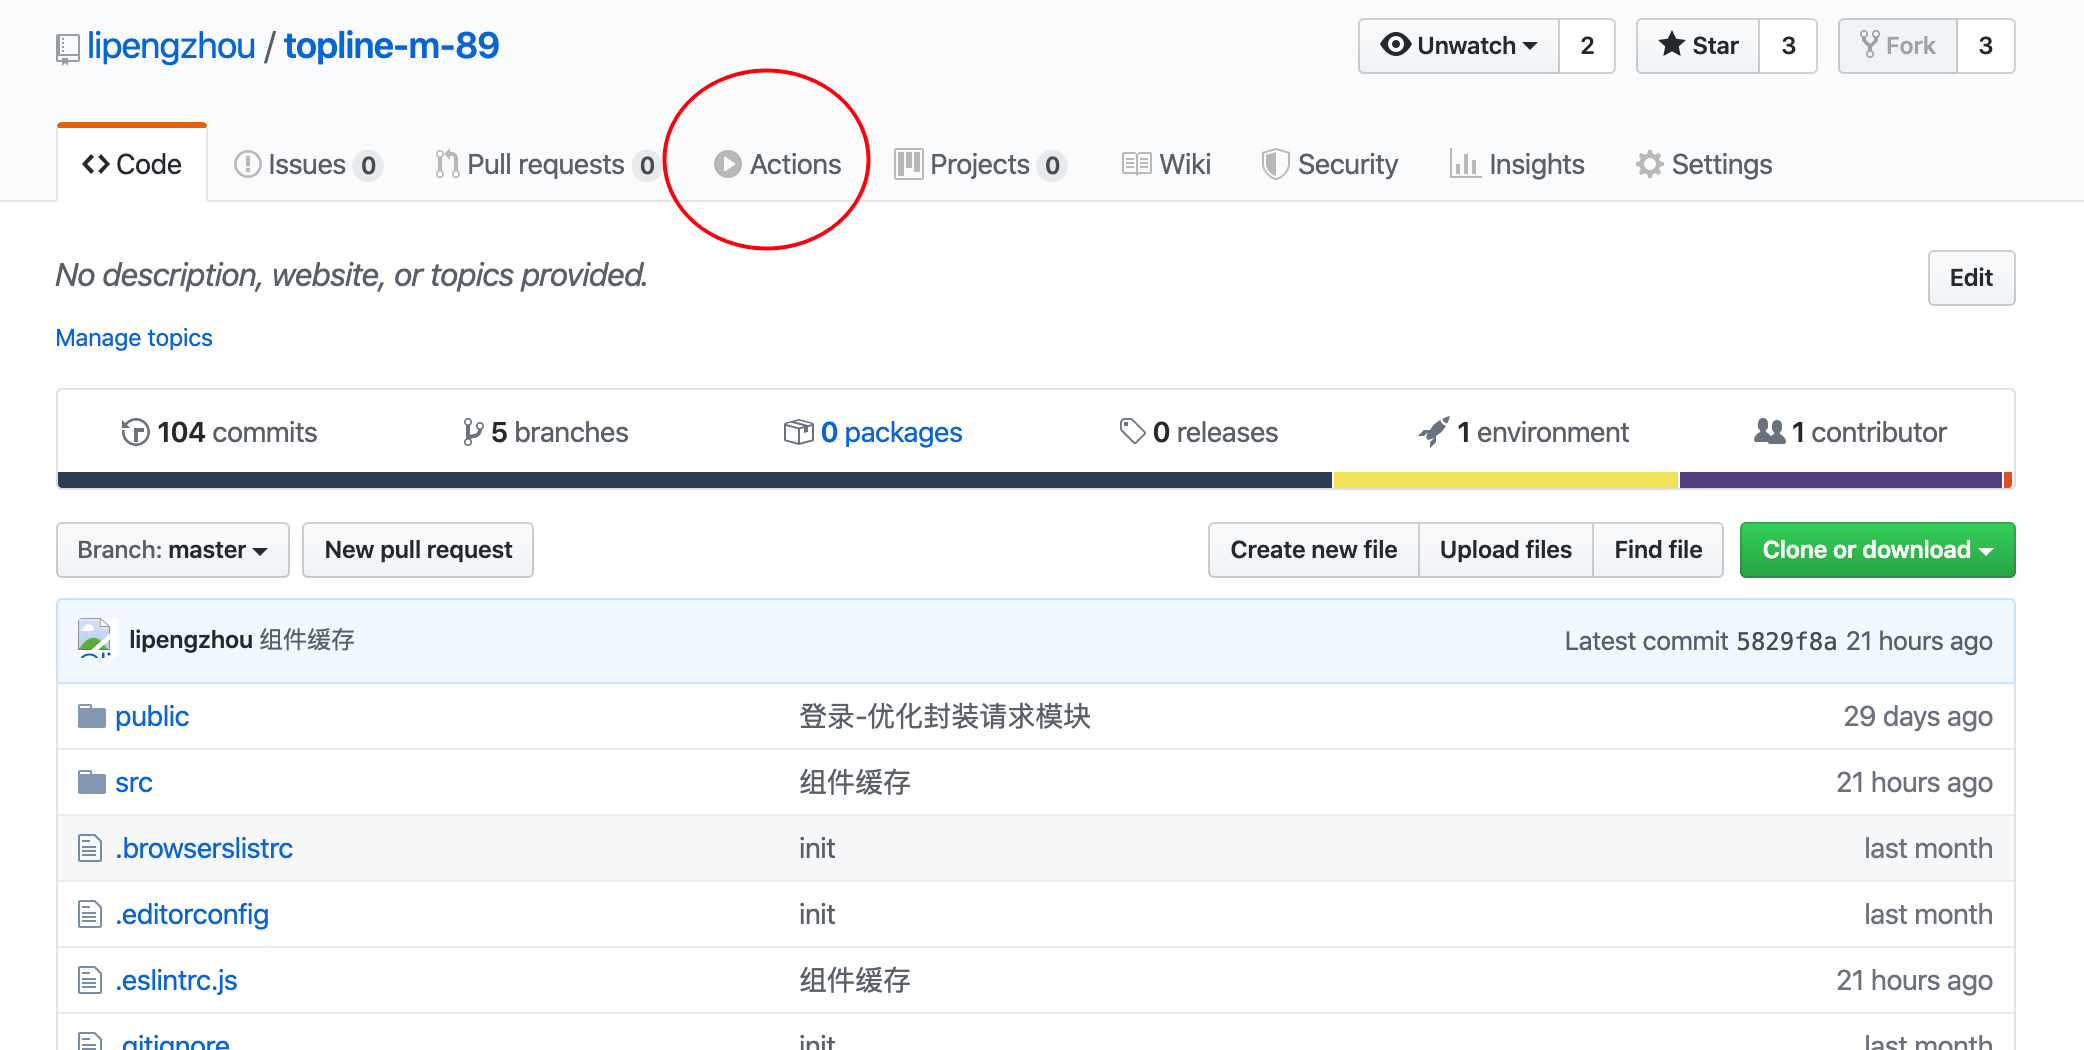 lipengzhou / topline-m-89
Unwatch 2 Star 3 Fork 3
Code Issues 0 Pull requests 0 Actions Projects 0 Wiki Security Insights Settings
No description, website, or topics provided.
Edit
Manage topics
104 commits 5 branches 0 packages 0 releases 1 environment 1 contributor
Branch: master New pull request Create new file Upload files Find file Clone or download
lipengzhou 组件缓存 Latest commit 5829f8a 21 hours ago
public 登录-优化封装请求模块 29 days ago
src 组件缓存 21 hours ago
.browserslistrc init last month
.editorconfig init last month
.eslintrc.js 组件缓存 21 hours ago
.gitignore init last month